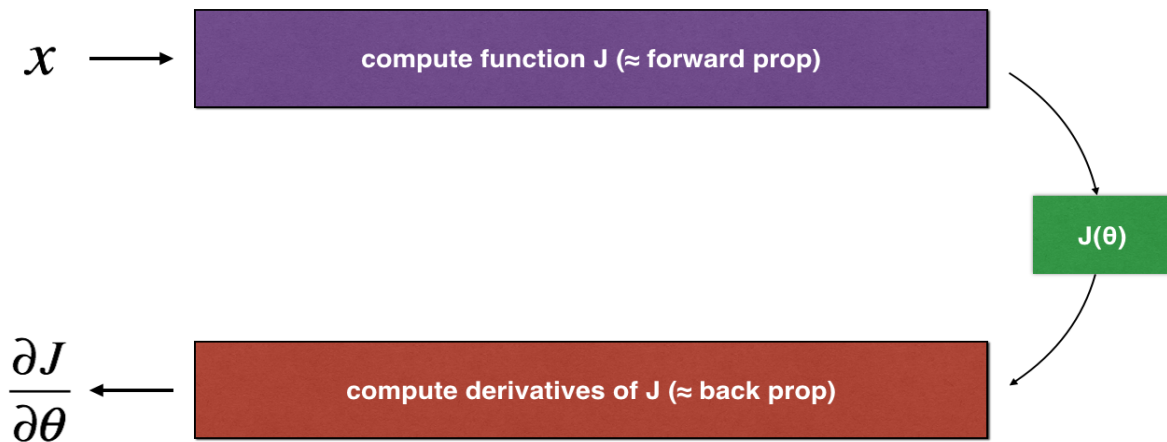 x
compute function J (≈ forward prop)
J(θ)
compute derivatives of J (≈ back prop)
∂J
∂θ